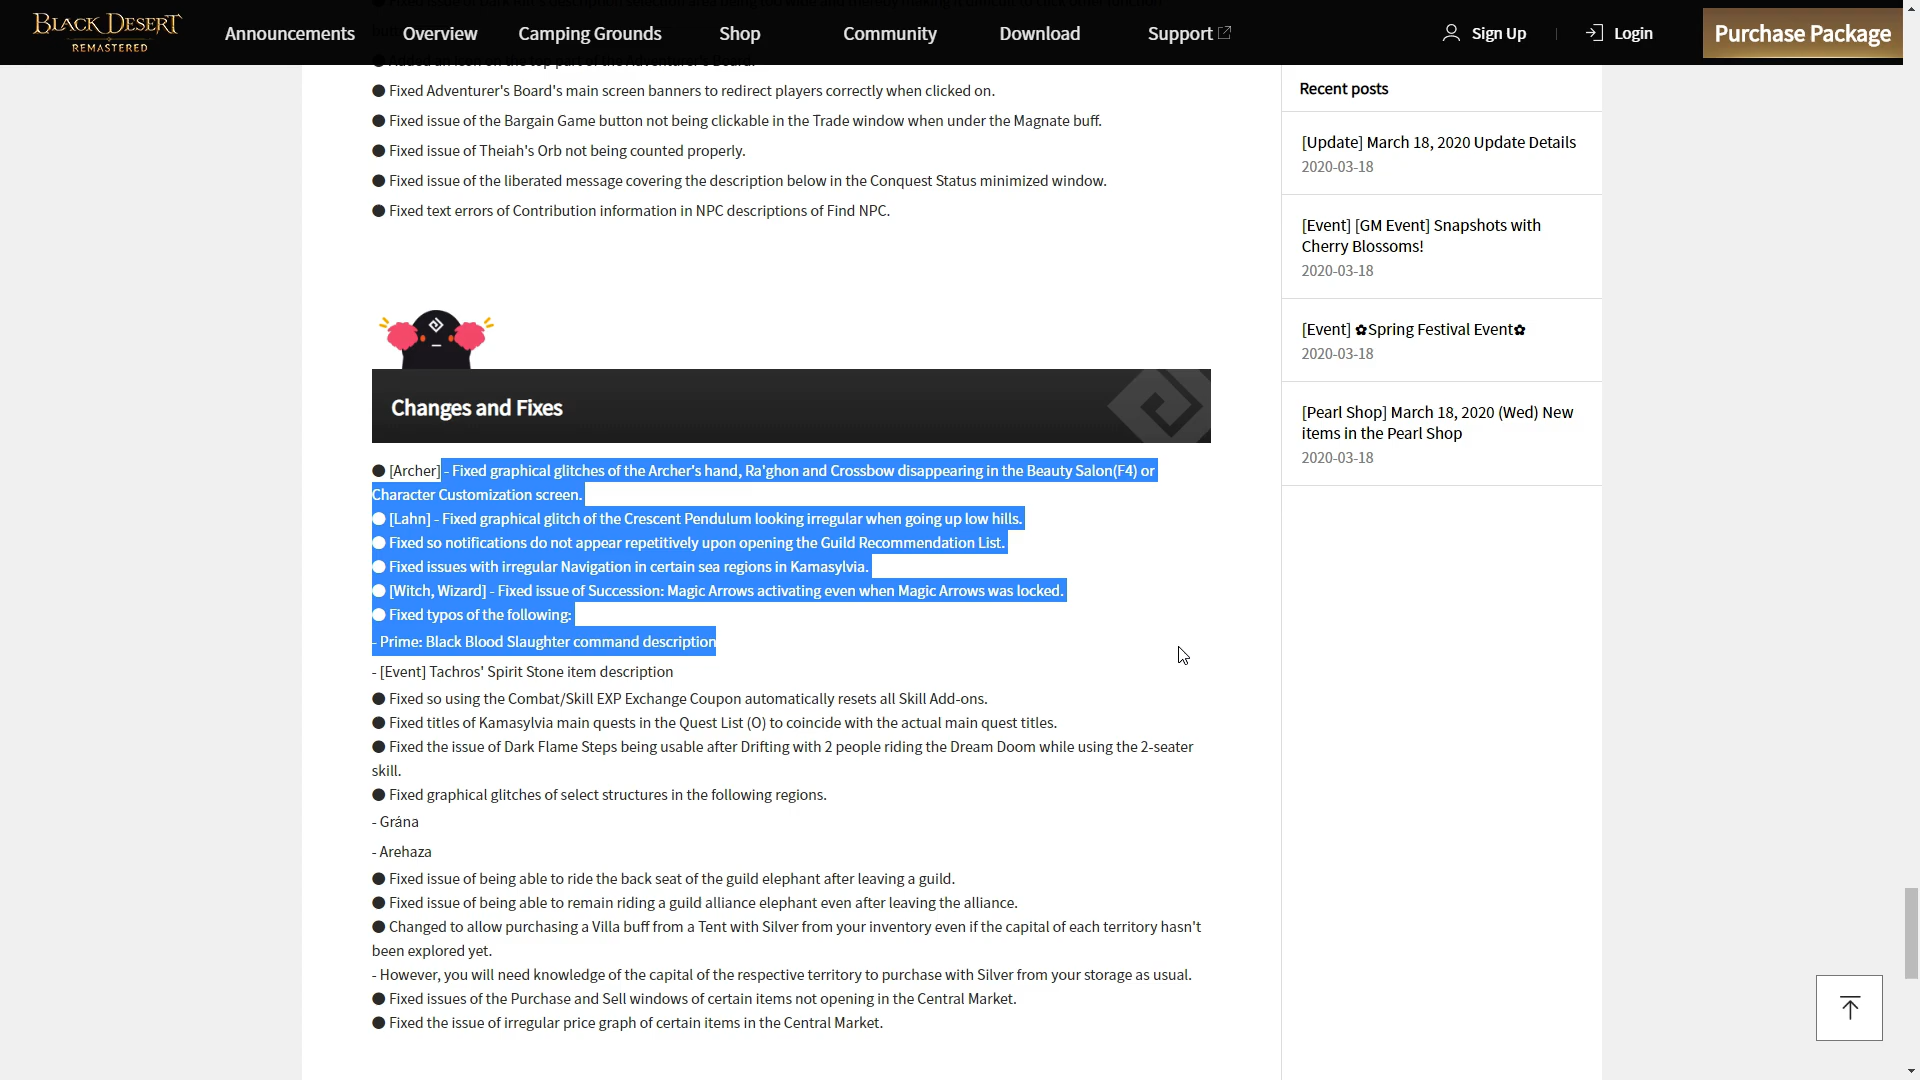 BLACK DESERT
REMASTERED
Announcements
Overview
Camping Grounds
Shop
Community
Download
Support
Sign Up
Login
Purchase Package
● Added an icon on the top part of the Adventurer's Board.
● Fixed Adventurer's Board's main screen banners to redirect players correctly when clicked on.
● Fixed issue of the Bargain Game button not being clickable in the Trade window when under the Magnate buff.
● Fixed issue of Theiah's Orb not being counted properly.
● Fixed issue of the liberated message covering the description below in the Conquest Status minimized window.
● Fixed text errors of Contribution information in NPC descriptions of Find NPC.
Changes and Fixes
● [Archer] - Fixed graphical glitches of the Archer's hand, Ra'ghon and Crossbow disappearing in the Beauty Salon(F4) or
Character Customization screen.
● [Lahn] - Fixed graphical glitch of the Crescent Pendulum looking irregular when going up low hills.
● Fixed so notifications do not appear repetitively upon opening the Guild Recommendation List.
● Fixed issues with irregular Navigation in certain sea regions in Kamasylvia.
● [Witch, Wizard] - Fixed issue of Succession: Magic Arrows activating even when Magic Arrows was locked.
● Fixed typos of the following:
- Prime: Black Blood Slaughter command description
- [Event] Tachros' Spirit Stone item description
● Fixed so using the Combat/Skill EXP Exchange Coupon automatically resets all Skill Add-ons.
● Fixed titles of Kamasylvia main quests in the Quest List (O) to coincide with the actual main quest titles.
● Fixed the issue of Dark Flame Steps being usable after Drifting with 2 people riding the Dream Doom while using the 2-seater
skill.
● Fixed graphical glitches of select structures in the following regions.
- Grána
- Arehaza
● Fixed issue of being able to ride the back seat of the guild elephant after leaving a guild.
● Fixed issue of being able to remain riding a guild alliance elephant even after leaving the alliance.
● Changed to allow purchasing a Villa buff from a Tent with Silver from your inventory even if the capital of each territory hasn't
been explored yet.
- However, you will need knowledge of the capital of the respective territory to purchase with Silver from your storage as usual.
● Fixed issues of the Purchase and Sell windows of certain items not opening in the Central Market.
● Fixed the issue of irregular price graph of certain items in the Central Market.
Recent posts
[Update] March 18, 2020 Update Details
2020-03-18
[Event] [GM Event] Snapshots with
Cherry Blossoms!
2020-03-18
[Event] ✿Spring Festival Event✿
2020-03-18
[Pearl Shop] March 18, 2020 (Wed) New
items in the Pearl Shop
2020-03-18